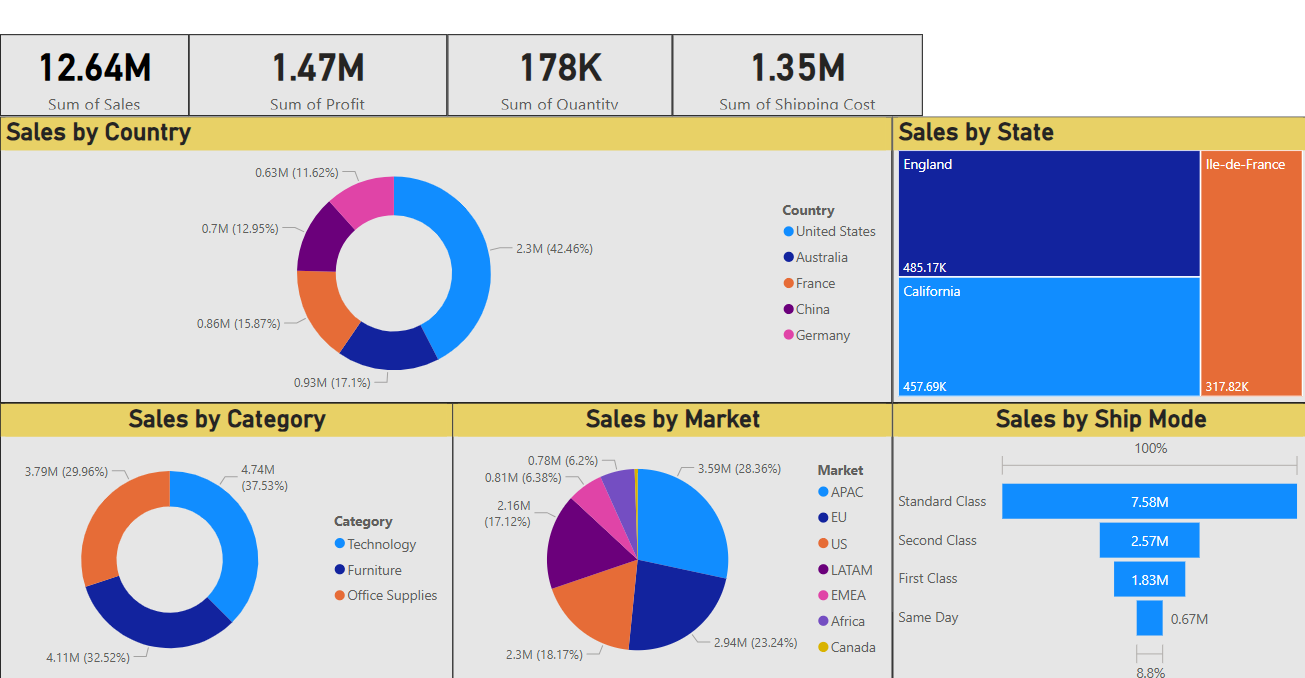 12.64M
Sum of Sales
1.47M
Sum of Profit
178K
Sum of Quantity
1.35M
Sum of Shipping Cost
Sales by Country
0.63M (11.62%)
0.7M (12.95%)
2.3M (42.46%)
0.86M (15.87%)
0.93M (17.1%)
Country
United States
Australia
France
China
Germany
Sales by State
England
485.17K
California
457.69K
Ile-de-France
317.82K
Sales by Category
3.79M (29.96%)
4.74M
(37.53%)
4.11M (32.52%)
Category
Technology
Furniture
Office Supplies
Sales by Market
0.78M (6.2%)
0.81M (6.38%)
2.16M
(17.12%)
3.59M (28.36%)
2.94M (23.24%)
2.3M (18.17%)
Market
APAC
EU
US
LATAM
EMEA
Africa
Canada
Sales by Ship Mode
100%
Standard Class
7.58M
Second Class
2.57M
First Class
1.83M
Same Day
0.67M
8.8%